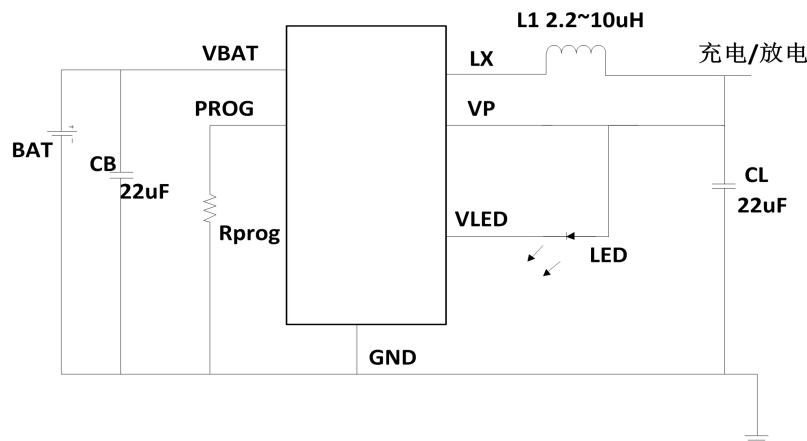 L1 2.2~10uH
VBAT
LX
充电/放电
PROG
VP
BAT
CB
22uF
CL
22uF
Rprog
VLED
LED
GND